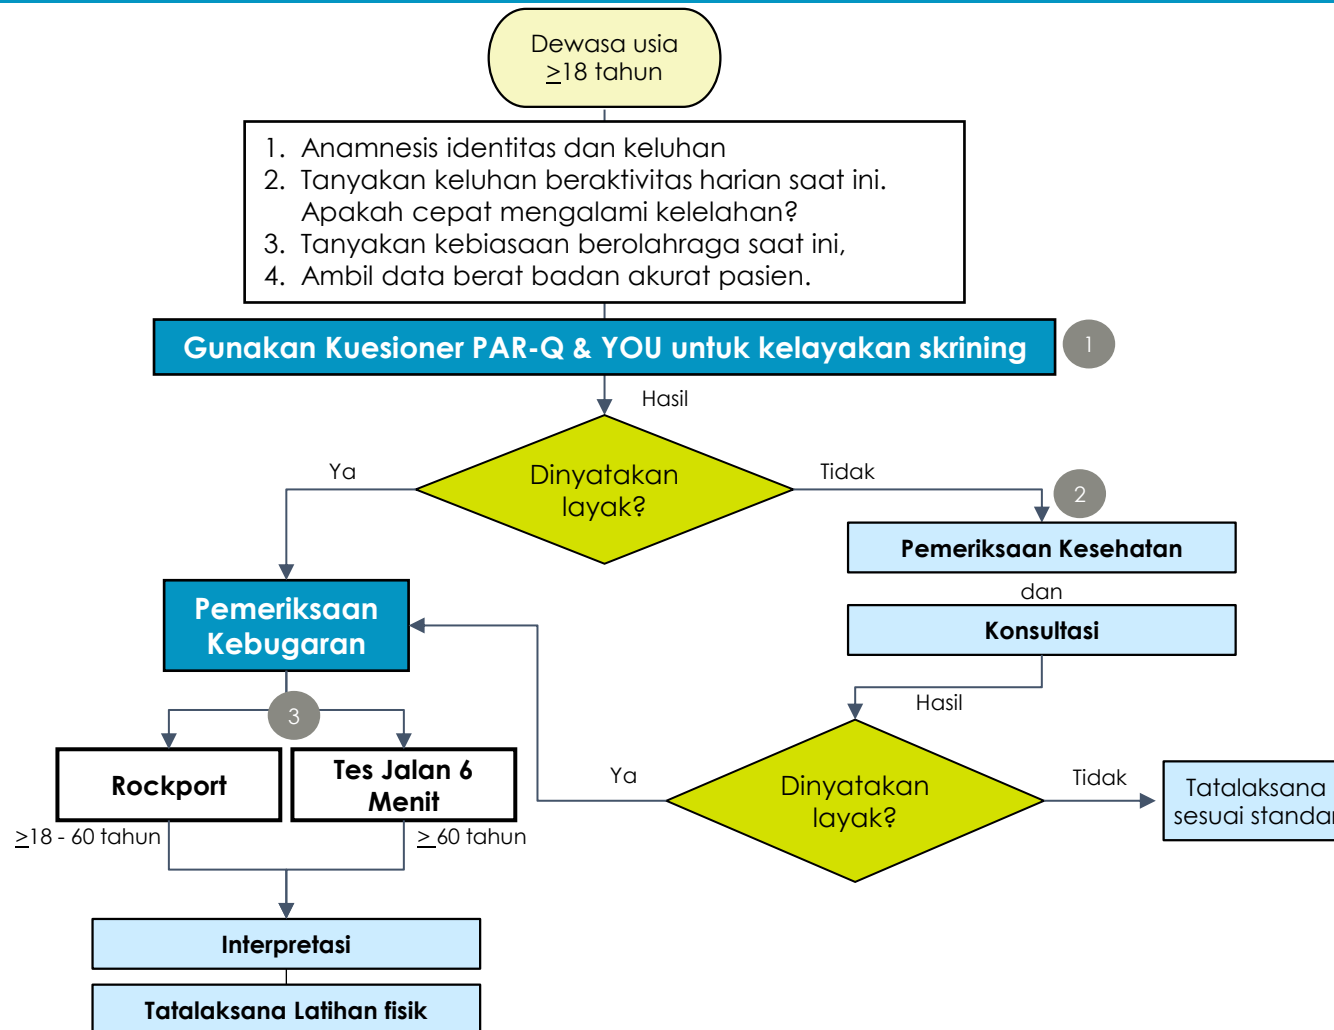 Dewasa usia
≥18 tahun
1. Anamnesis identitas dan keluhan
2. Tanyakan keluhan beraktivitas harian saat ini.
Apakah cepat mengalami kelelahan?
3. Tanyakan kebiasaan berolahraga saat ini,
4. Ambil data berat badan akurat pasien.
Gunakan Kuesioner PAR-Q & YOU untuk kelayakan skrining
1
Hasil
Dinyatakan
layak?
Ya
Tidak
2
Pemeriksaan Kesehatan
dan
Konsultasi
Pemeriksaan
Kebugaran
Hasil
3
Rockport
Tes Jalan 6
Menit
≥18 - 60 tahun
≥ 60 tahun
Ya
Dinyatakan
layak?
Tidak
Tatalaksana
sesuai
Interpretasi
Tatalaksana Latihan fisik